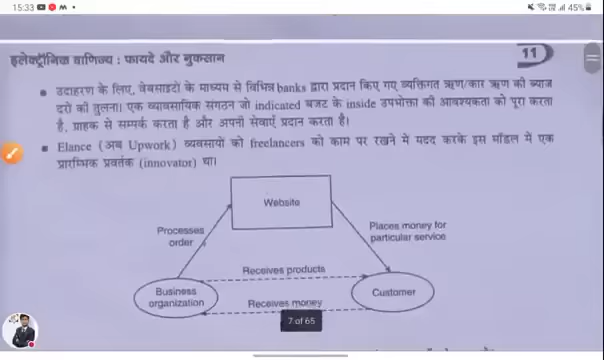 15:33
45%
इलेक्ट्रॉनिक वाणिज्य : फायदे और नुकसान
11
• उदाहरण के लिए, वेबसाइटों के माध्यम से विभिन्न banks द्वारा प्रदान किए गए व्यक्तिगत ऋण/कार ऋण की ब्याज
दरों की तुलना। एक व्यावसायिक संगठन जो indicated बजट के inside उपभोक्ता की आवश्यकता को पूरा करता
है, ग्राहक से सम्पर्क करता है और अपनी सेवाएँ प्रदान करता है।
• Elance (अब Upwork) व्यवसायों को freelancers को काम पर रखने में मदद करके इस मॉडल में एक
प्रारम्भिक प्रवर्तक (innovator) था।
Website
Processes
order
Places money for
particular service
Receives products
Business
organization
Customer
Receives money
7 of 65